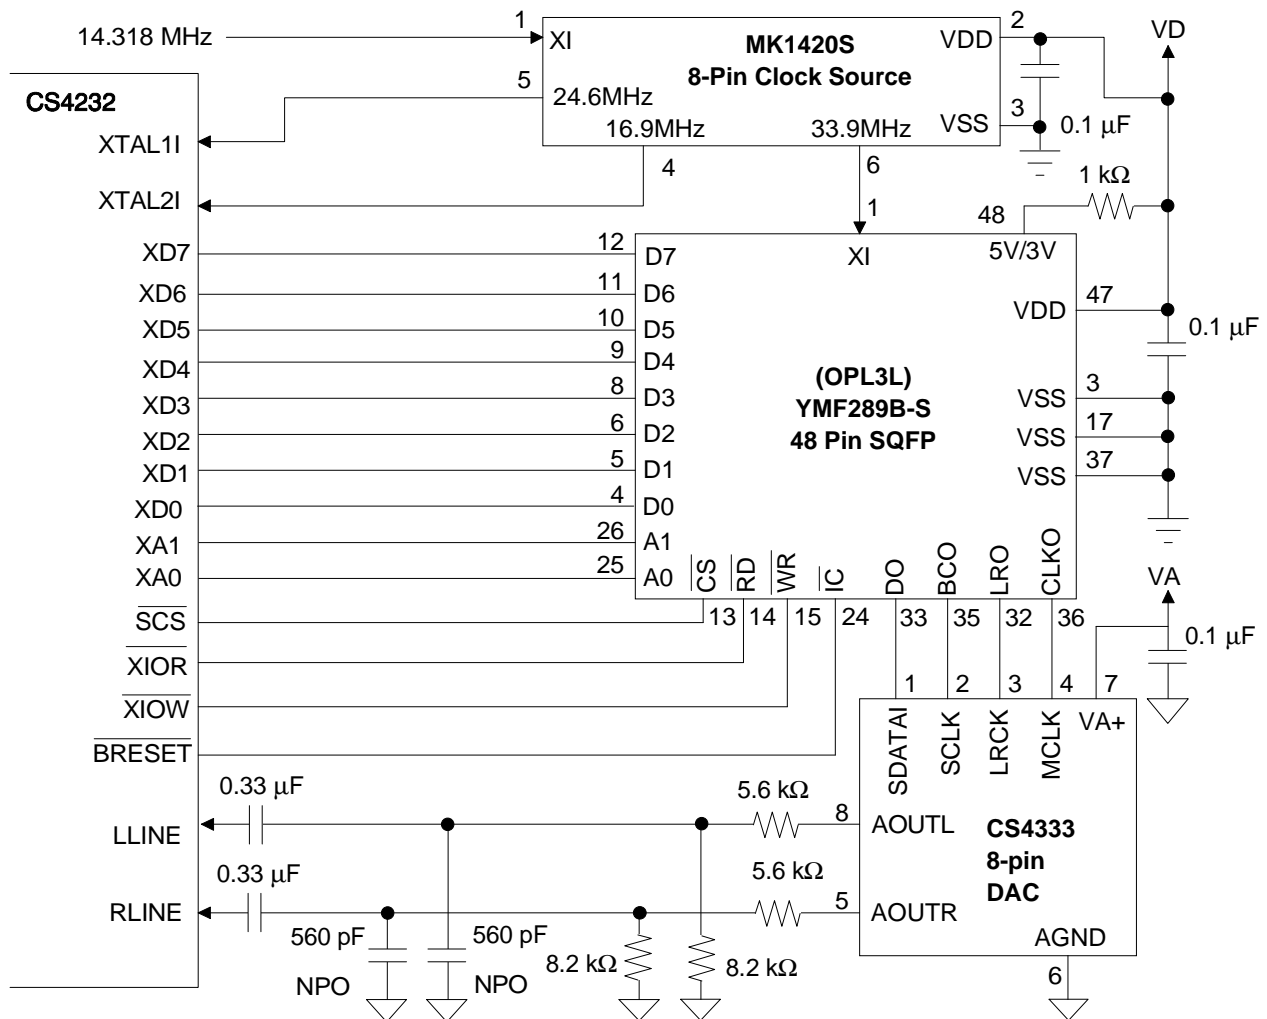 14.318 MHz
1
XI
MK1420S
8-Pin Clock Source
VDD
2
VD
5
24.6MHz
16.9MHz
33.9MHz
VSS
3
0.1 μF
4
6
CS4232
XTAL1I
XTAL2I
1
48
1 kΩ
XI
5V/3V
XD7
12
D7
XD6
11
D6
XD5
10
D5
XD4
9
D4
XD3
8
D3
XD2
6
D2
XD1
5
D1
XD0
4
D0
XA1
26
A1
XA0
25
A0
VDD
47
0.1 μF
(OPL3L)
YMF289B-S
48 Pin SQFP
VSS
3
VSS
17
VSS
37
CS
RD
WR
IC
DO
BCO
LRO
CLKO
13
14
15
24
33
35
32
36
SCS
XIOR
XIOW
BRESET
VA
0.1 μF
1
2
3
4
7
SDATAI
SCLK
LRCK
MCLK
VA+
0.33 μF
5.6 kΩ
8
AOUTL
LLINE
CS4333
8-pin
DAC
0.33 μF
5.6 kΩ
5
AOUTR
RLINE
560 pF
NPO
560 pF
NPO
8.2 kΩ
8.2 kΩ
AGND
6